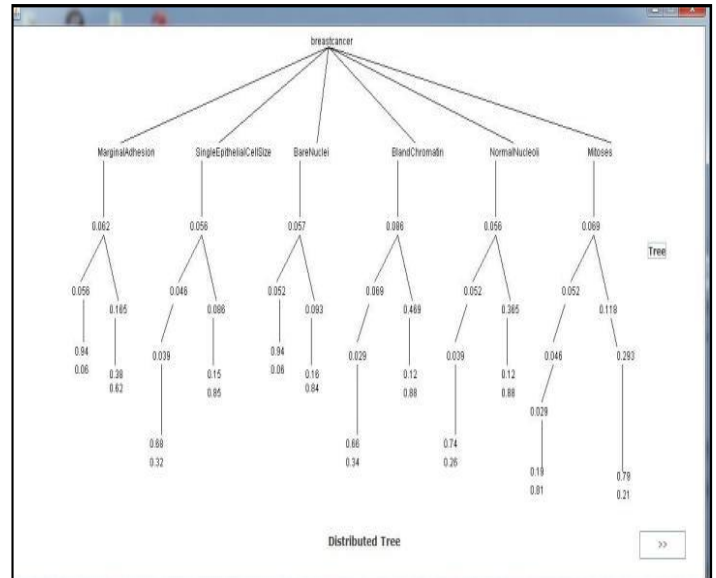 breastcancer
MarginalAdhesion SingleEpithelialCellSize BareNuclei BlandChromatin NormalNucleoli Mitoses
0.062 0.056 0.057 0.086 0.056 0.069
Tree
0.056 0.046 0.052 0.069 0.052 0.052
0.165 0.086 0.093 0.469 0.365 0.118
0.94 0.039 0.94 0.029 0.039 0.046 0.293
0.06 0.38 0.15 0.06 0.16 0.12 0.12
0.62 0.85 0.84 0.88 0.88
0.029
0.68 0.66 0.74
0.32 0.34 0.26
0.19 0.79
0.81 0.21
Distributed Tree
>>